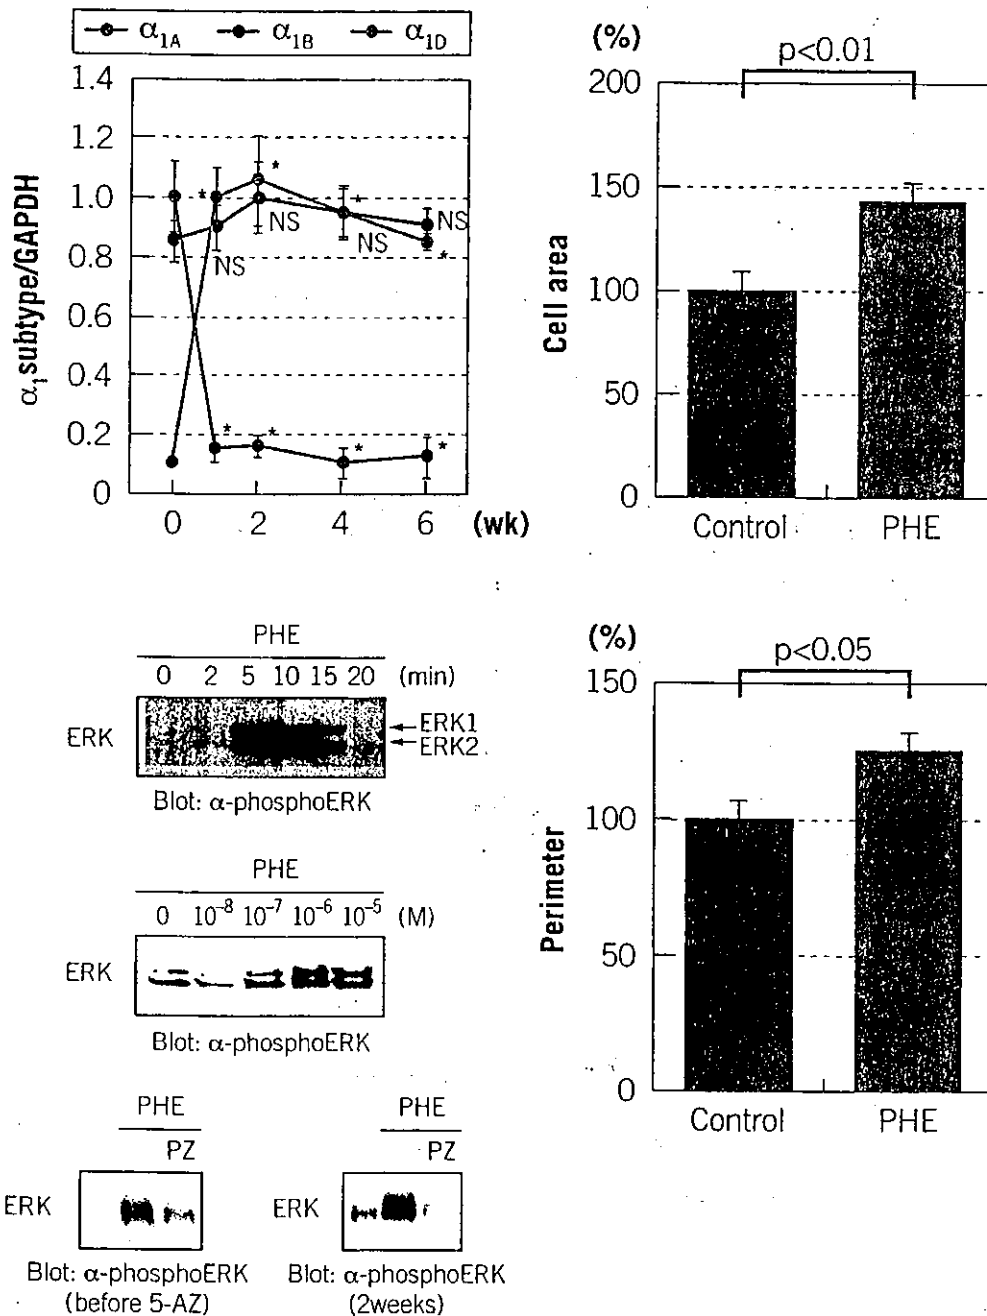 α1A α1B α1D
α1 subtype/GAPDH
1.4
1.2
1.0
0.8
0.6
0.4
0.2
0
* * NS
* NS
* NS
NS *
* * * *
0 2 4 6 (wk)
(%)
p<0.01
Cell area
200
150
100
50
0
Control PHE
PHE
0 2 5 10 15 20 (min)
ERK
ERK1
ERK2
Blot: α-phosphoERK
PHE
0 10⁻⁸ 10⁻⁷ 10⁻⁶ 10⁻⁵ (M)
ERK
Blot: α-phosphoERK
PHE
PZ
ERK
Blot: α-phosphoERK
(before 5-AZ)
PHE
PZ
ERK
Blot: α-phosphoERK
(2weeks)
(%)
p<0.05
Perimeter
150
100
50
0
Control PHE